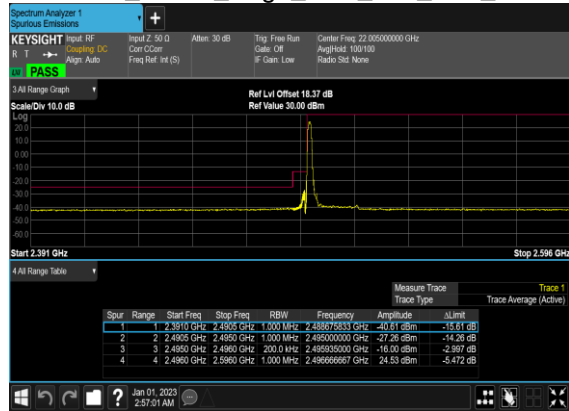 Spectrum Analyzer 1
Spurious Emissions
+
KEYSIGHT Input: RF Input Z: 50 Ω Atten: 30 dB Trig: Free Run Center Freq: 22.005000000 GHz
R T Coupling: DC Corr CCorr Gate: Off Avg|Hold: 100/100
Align: Auto Freq Ref: Int (S) IF Gain: Low Radio Std: None
PASS
3 All Range Graph Ref Lvl Offset 18.37 dB
Scale/Div 10.0 dB Ref Value 30.00 dBm
Log
20.0
10.0
0.00
-10.0
-20.0
-30.0
-40.0
-50.0
-60.0
Start 2.391 GHz Stop 2.596 GHz
4 All Range Table
Measure Trace Trace 1
Trace Type Trace Average (Active)
Spur Range Start Freq Stop Freq RBW Frequency Amplitude ΔLimit
1 1 2.3910 GHz 2.4905 GHz 1.000 MHz 2.488675833 GHz -40.61 dBm -15.61 dB
2 2 2.4905 GHz 2.4950 GHz 1.000 MHz 2.495000000 GHz -27.26 dBm -14.26 dB
3 3 2.4950 GHz 2.4960 GHz 200.0 kHz 2.495935000 GHz -16.00 dBm -2.997 dB
4 4 2.4960 GHz 2.5960 GHz 1.000 MHz 2.496666667 GHz 24.53 dBm -5.472 dB
? Jan 01, 2023
2:57:01 AM